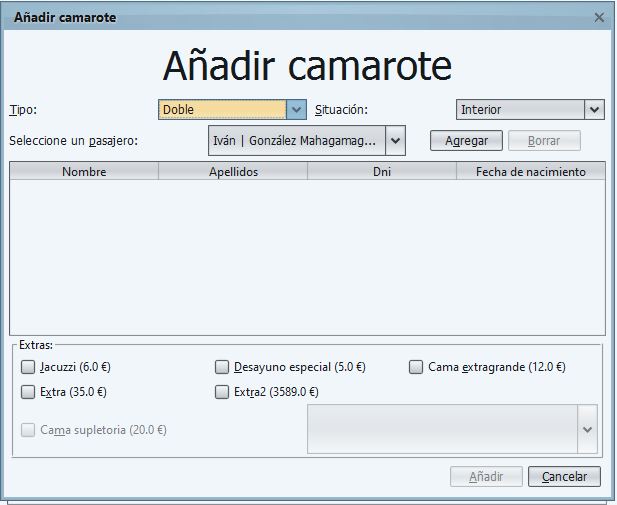 Añadir camarote
Añadir camarote
Tipo: Doble Situación: Interior
Seleccione un pasajero: Iván | González Mahagamag... Agregar Borrar
Nombre Apellidos Dni Fecha de nacimiento
Extras:
Jacuzzi (6.0 €) Desayuno especial (5.0 €) Cama extragrande (12.0 €)
Extra (35.0 €) Extra2 (3589.0 €)
Cama supletoria (20.0 €)
Añadir Cancelar